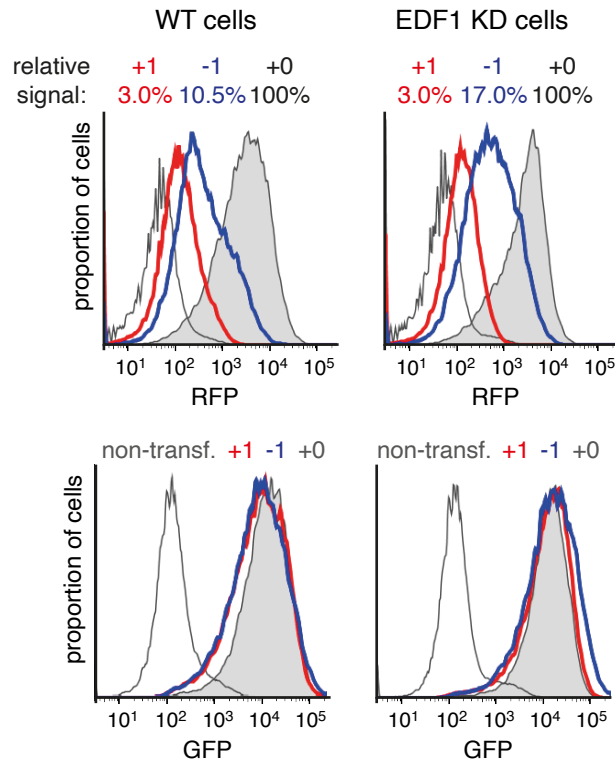 WT cells
EDF1 KD cells
relative +1 -1 +0
signal: 3.0% 10.5% 100%
+1 -1 +0
3.0% 17.0% 100%
proportion of cells
10¹ 10² 10³ 10⁴ 10⁵
RFP
10¹ 10² 10³ 10⁴ 10⁵
RFP
non-transf. +1 -1 +0
non-transf. +1 -1 +0
proportion of cells
10¹ 10² 10³ 10⁴ 10⁵
GFP
10¹ 10² 10³ 10⁴ 10⁵
GFP